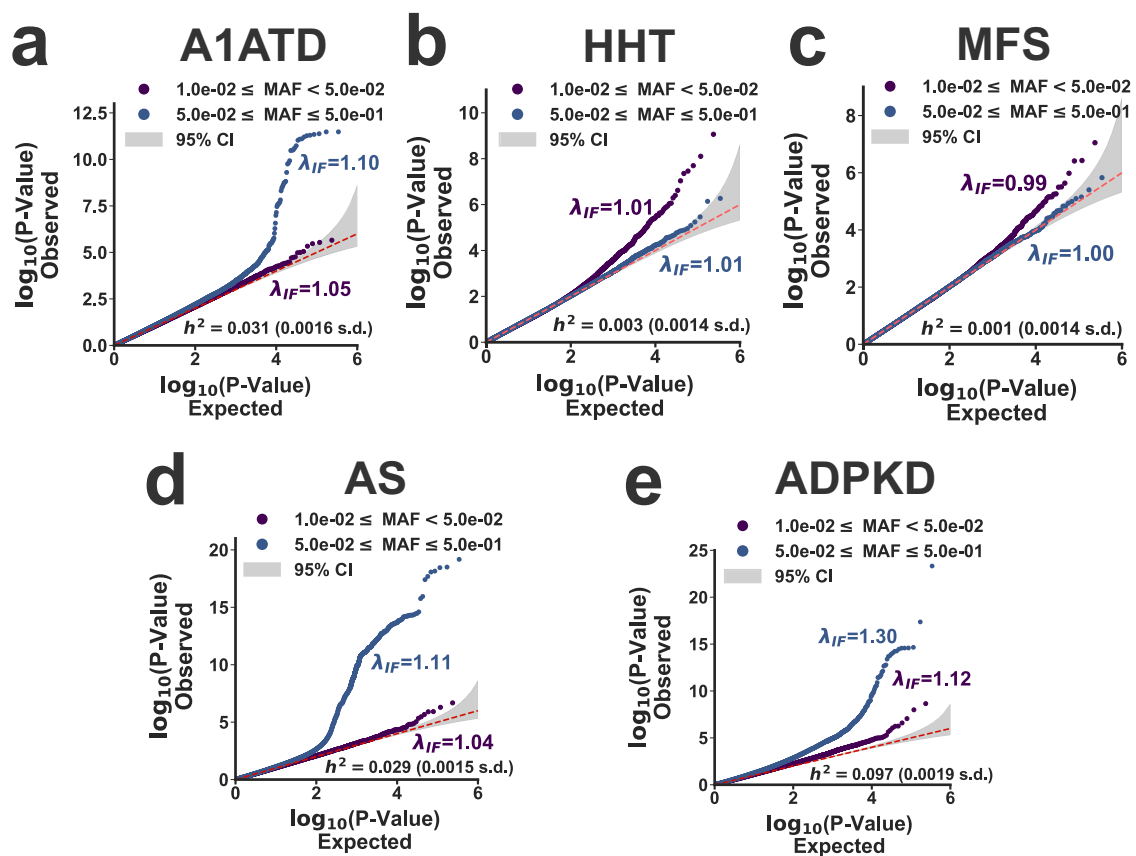 a
A1ATD
1.0e-02 ≤ MAF < 5.0e-02
5.0e-02 ≤ MAF ≤ 5.0e-01
95% CI
12.5
10.0
7.5
5.0
2.5
0.0
log₁₀(P-Value)
Observed
λIF=1.10
λIF=1.05
h² = 0.031 (0.0016 s.d.)
0 2 4 6
log₁₀(P-Value)
Expected
b
HHT
1.0e-02 ≤ MAF < 5.0e-02
5.0e-02 ≤ MAF ≤ 5.0e-01
95% CI
10
8
6
4
2
0
log₁₀(P-Value)
Observed
λIF=1.01
λIF=1.01
h² = 0.003 (0.0014 s.d.)
0 2 4 6
log₁₀(P-Value)
Expected
c
MFS
1.0e-02 ≤ MAF < 5.0e-02
5.0e-02 ≤ MAF ≤ 5.0e-01
95% CI
8
6
4
2
0
log₁₀(P-Value)
Observed
λIF=0.99
λIF=1.00
h² = 0.001 (0.0014 s.d.)
0 2 4 6
log₁₀(P-Value)
Expected
d
AS
1.0e-02 ≤ MAF < 5.0e-02
5.0e-02 ≤ MAF ≤ 5.0e-01
95% CI
20
15
10
5
0
log₁₀(P-Value)
Observed
λIF=1.11
λIF=1.04
h² = 0.029 (0.0015 s.d.)
0 2 4 6
log₁₀(P-Value)
Expected
e
ADPKD
1.0e-02 ≤ MAF < 5.0e-02
5.0e-02 ≤ MAF ≤ 5.0e-01
95% CI
25
20
15
10
5
0
log₁₀(P-Value)
Observed
λIF=1.30
λIF=1.12
h² = 0.097 (0.0019 s.d.)
0 2 4 6
log₁₀(P-Value)
Expected